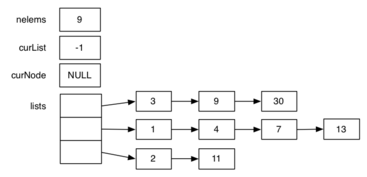 nelems 9
curList -1
curNode NULL
lists 3 9 30
1 4 7 13
2 11